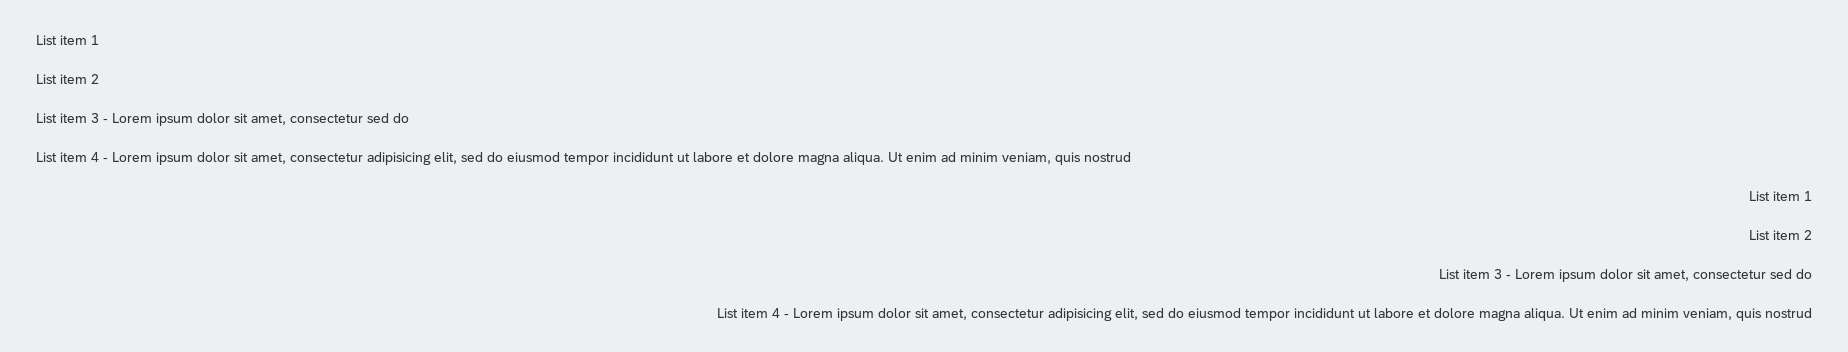 List item 1
List item 2
List item 3 - Lorem ipsum dolor sit amet, consectetur sed do
List item 4 - Lorem ipsum dolor sit amet, consectetur adipisicing elit, sed do eiusmod tempor incididunt ut labore et dolore magna aliqua. Ut enim ad minim veniam, quis nostrud
List item 1
List item 2
List item 3 - Lorem ipsum dolor sit amet, consectetur sed do
List item 4 - Lorem ipsum dolor sit amet, consectetur adipisicing elit, sed do eiusmod tempor incididunt ut labore et dolore magna aliqua. Ut enim ad minim veniam, quis nostrud